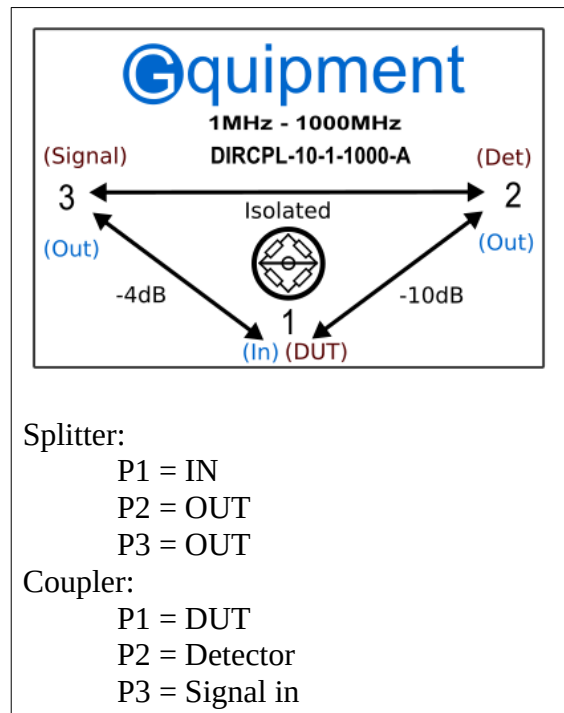 Gquipment
1MHz - 1000MHz
DIRCPL-10-1-1000-A
(Signal) (Det)
3 2
Isolated
(Out) (Out)
-4dB -10dB
1
(In) (DUT)
Splitter:
P1 = IN
P2 = OUT
P3 = OUT
Coupler:
P1 = DUT
P2 = Detector
P3 = Signal in